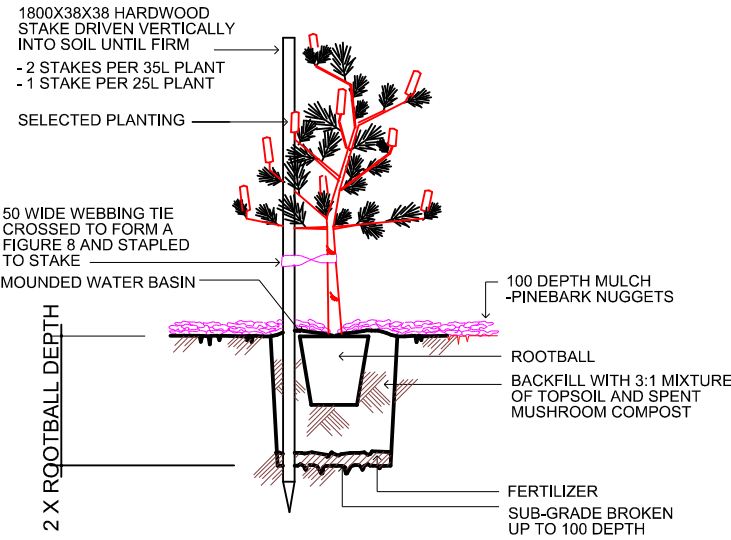 1800X38X38 HARDWOOD
STAKE DRIVEN VERTICALLY
INTO SOIL UNTIL FIRM
- 2 STAKES PER 35L PLANT
- 1 STAKE PER 25L PLANT
SELECTED PLANTING
50 WIDE WEBBING TIE
CROSSED TO FORM A
FIGURE 8 AND STAPLED
TO STAKE
MOUNDED WATER BASIN
2 X ROOTBALL DEPTH
100 DEPTH MULCH
-PINEBARK NUGGETS
ROOTBALL
BACKFILL WITH 3:1 MIXTURE
OF TOPSOIL AND SPENT
MUSHROOM COMPOST
FERTILIZER
SUB-GRADE BROKEN
UP TO 100 DEPTH